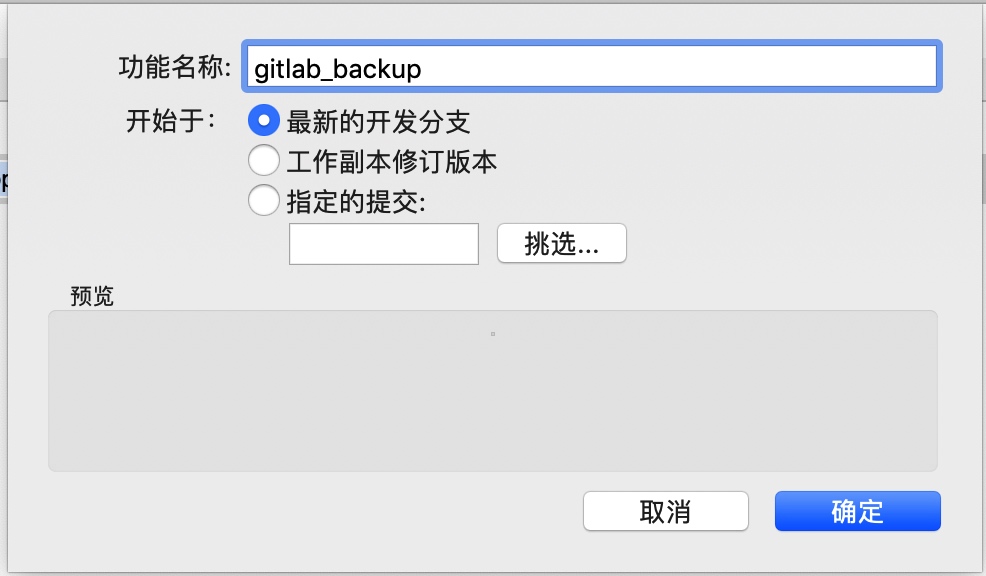 功能名称: gitlab_backup
开始于: 最新的开发分支
工作副本修订版本
指定的提交:
挑选...
预览
取消 确定